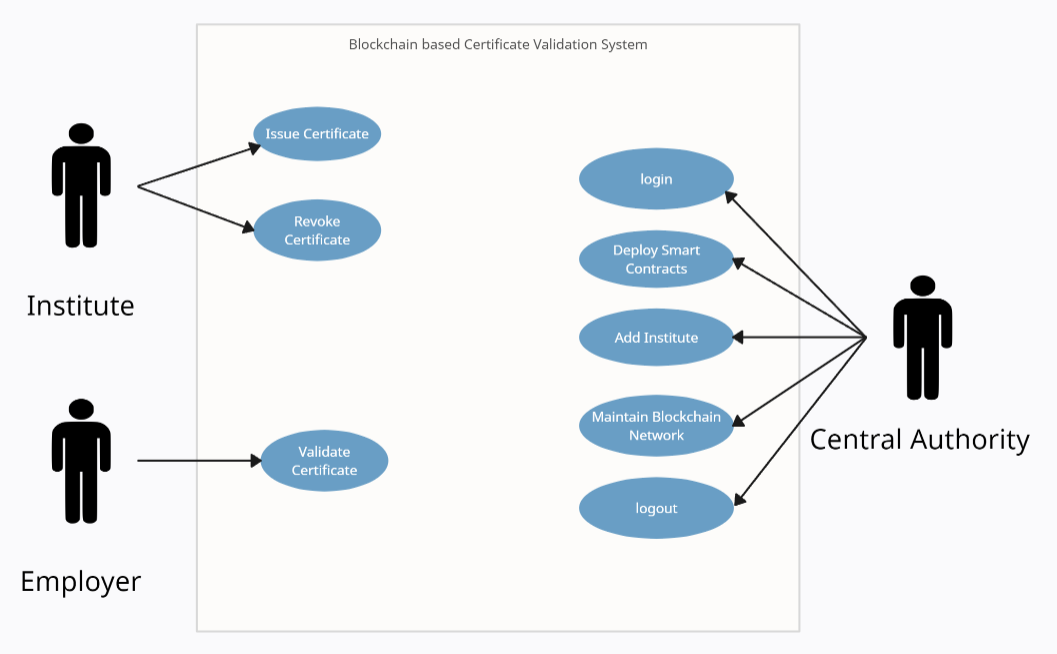 Blockchain based Certificate Validation System
Issue Certificate
Revoke
Certificate
Institute
Validate
Certificate
Employer
login
Deploy Smart
Contracts
Add Institute
Maintain Blockchain
Network
logout
Central Authority